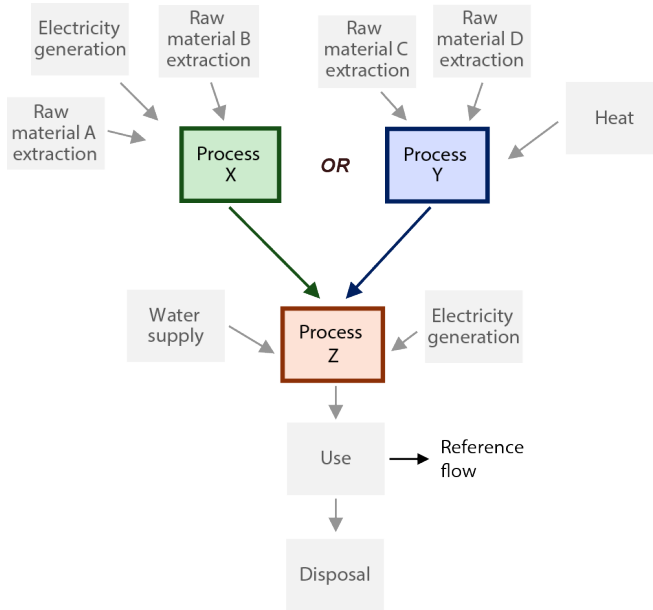 Electricity
generation
Raw
material B
extraction
Raw
material C
extraction
Raw
material D
extraction
Raw
material A
extraction
Heat
Process
X
OR
Process
Y
Water
supply
Process
Z
Electricity
generation
Use
Reference
flow
Disposal